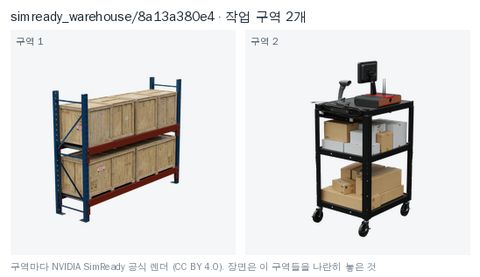 simready_warehouse/8a13a380e4 · 작업 구역 2개
구역 1
구역 2
구역마다 NVIDIA SimReady 공식 렌더 (CC BY 4.0). 장면은 이 구역들을 나란히 놓은 것